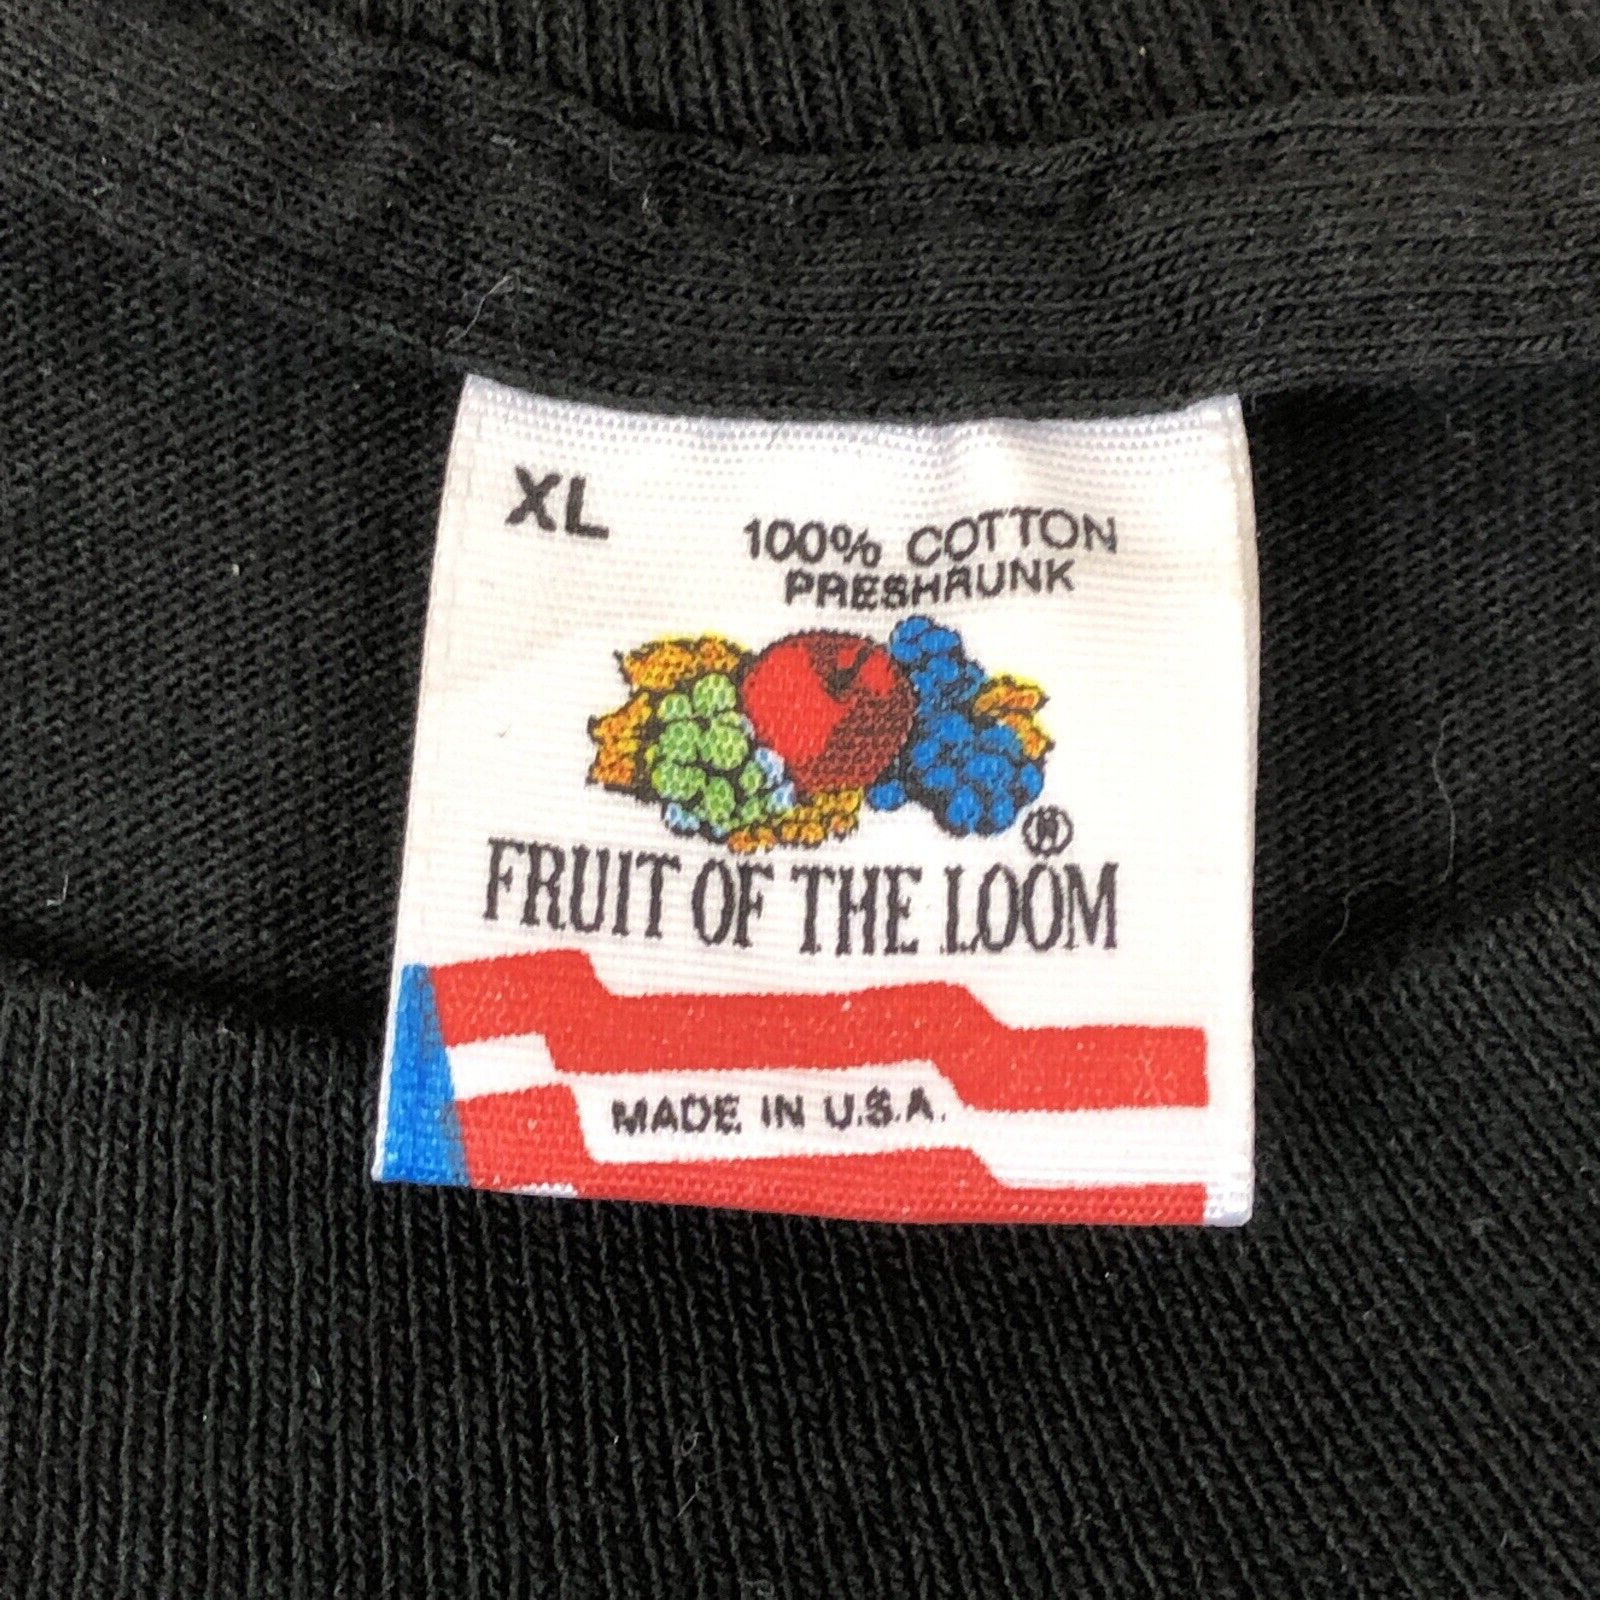 XL
100% COTTON
PRESHRUNK
®
FRUIT OF THE LOOM
MADE IN U.S.A.